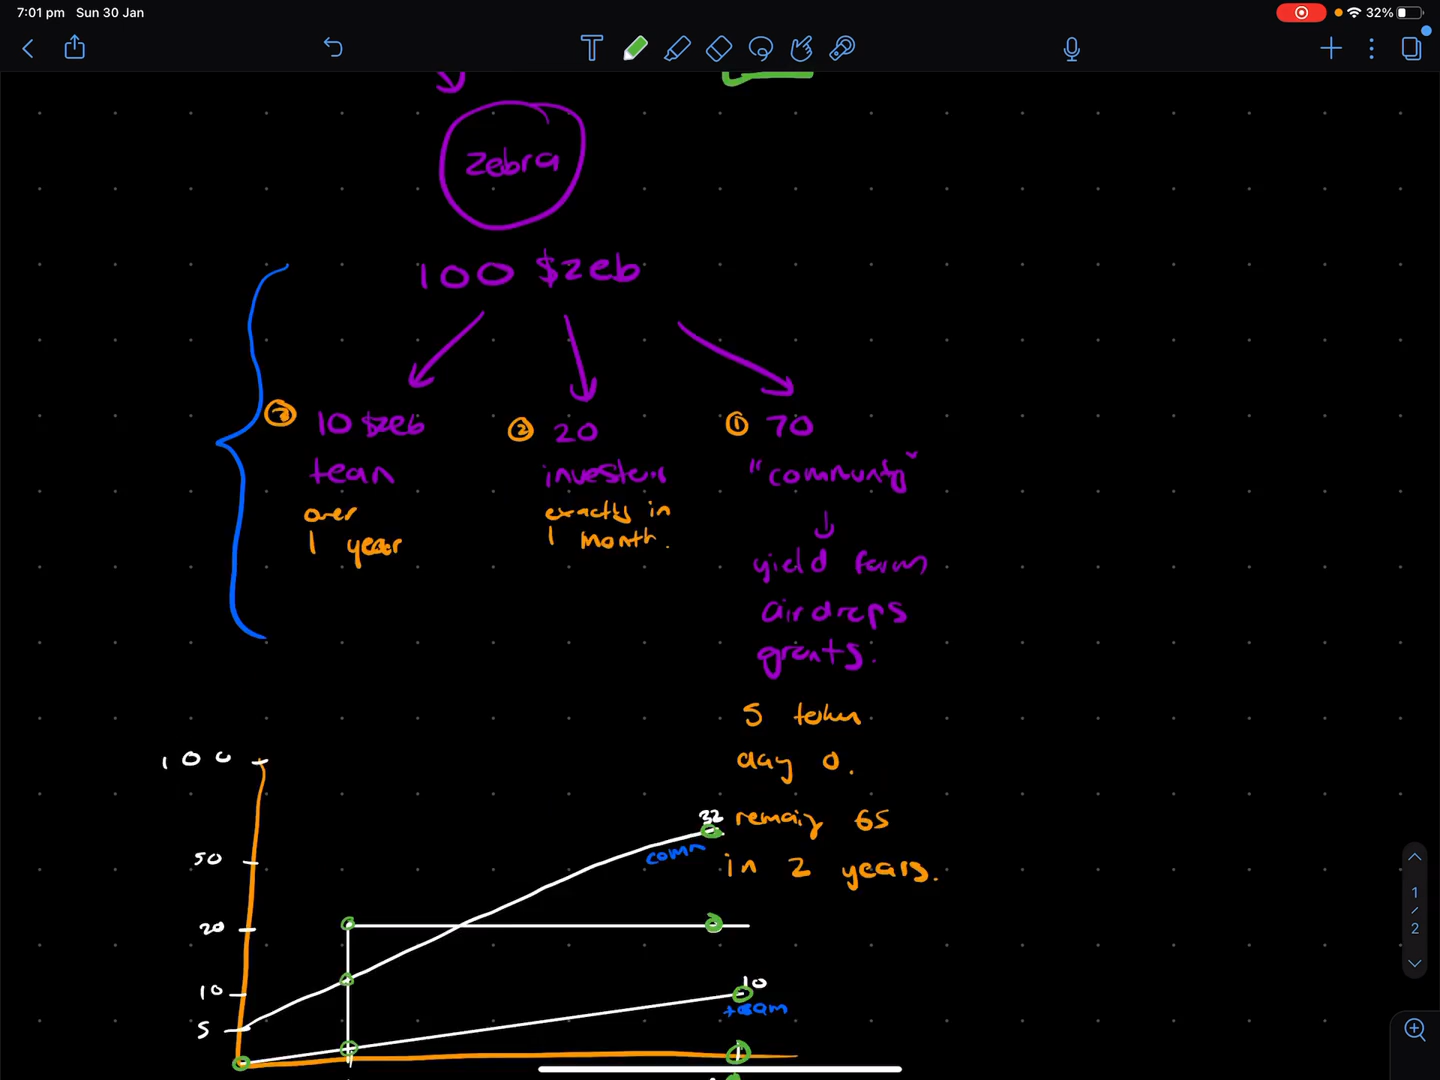 7:01 pm Sun 30 Jan
32%
T
zebra
100 $zeb
3 10 $zeb
team
over
1 year
2 20
investors
exactly in
1 month.
1 70
"community"
yield farm
airdrops
grants.
5 token
day 0.
remaing 65
in 2 years.
100
50
20
10
5
32
comm
10
team
1
1
/
2